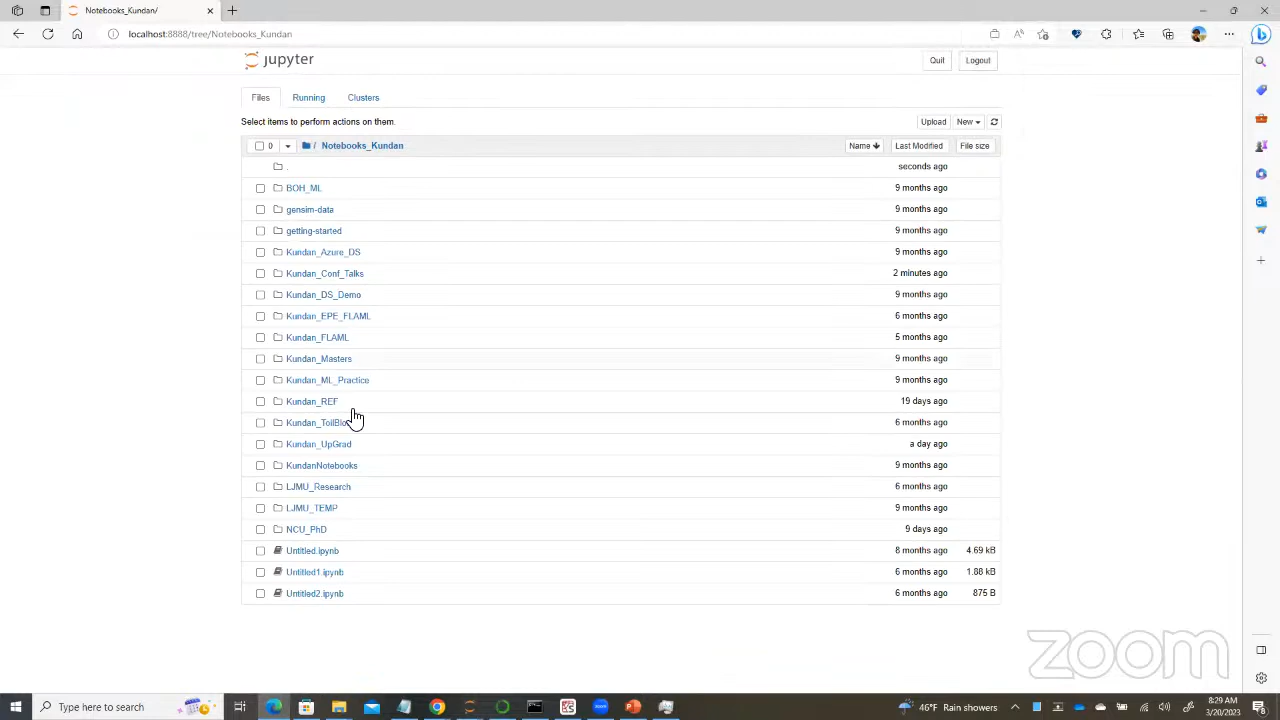 Notebooks_Kundan/
localhost:8888/tree/Notebooks_Kundan
jupyter
Quit Logout
Files Running Clusters
Select items to perform actions on them.
Upload New
0 / Notebooks_Kundan Name Last Modified File size
. seconds ago
BOH_ML 9 months ago
gensim-data 9 months ago
getting-started 9 months ago
Kundan_Azure_DS 9 months ago
Kundan_Conf_Talks 2 minutes ago
Kundan_DS_Demo 9 months ago
Kundan_EPE_FLAML 6 months ago
Kundan_FLAML 5 months ago
Kundan_Masters 9 months ago
Kundan_ML_Practice 9 months ago
Kundan_REF 19 days ago
6 months ago
Kundan_UpGrad a day ago
KundanNotebooks 9 months ago
LJMU_Research 6 months ago
LJMU_TEMP 9 months ago
NCU_PhD 9 days ago
Untitled.ipynb 8 months ago 4.69 kB
Untitled1.ipynb 6 months ago 1.88 kB
Untitled2.ipynb 6 months ago 875 B
zoom
Type here to search
46°F Rain showers
8:29 AM
3/20/2023